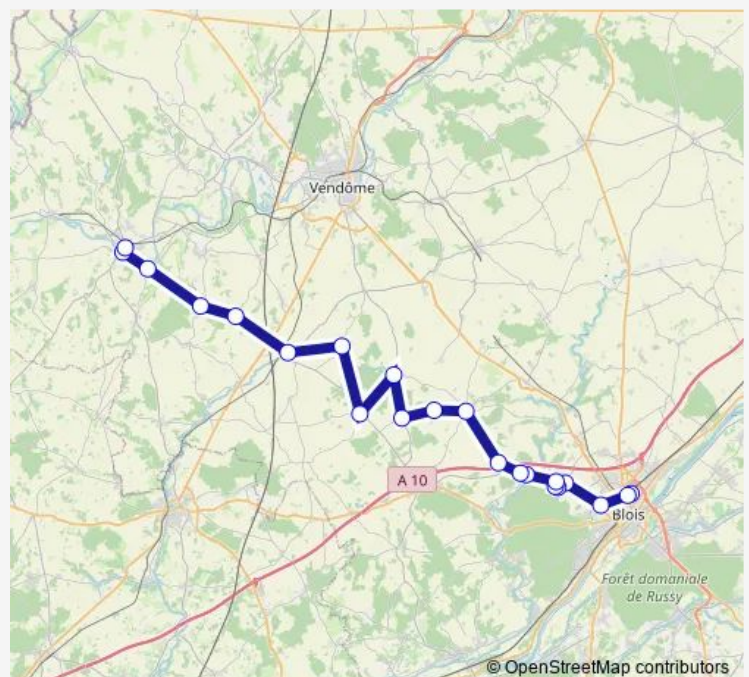 Vendôme
A 10
Blois
Forêt domaniale
de Russy
© OpenStreetMap contributors